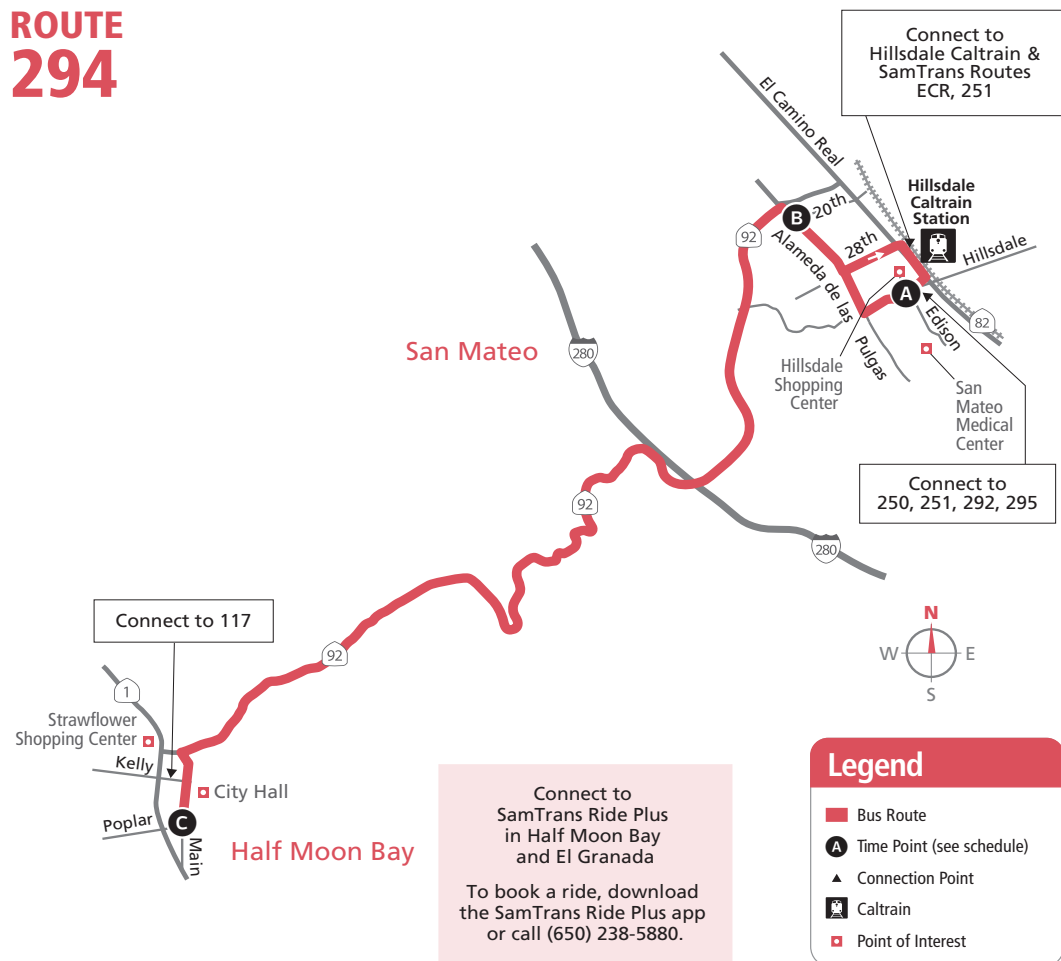 ROUTE
294
Connect to
Hillsdale Caltrain &
SamTrans Routes
ECR, 251
El Camino Real
Hillsdale
Caltrain
Station
B
20th
92
28th
Hillsdale
Alameda de las
Pulgas
A
Edison
82
San Mateo
280
Hillsdale
Shopping
Center
San
Mateo
Medical
Center
Connect to
250, 251, 292, 295
92
280
Connect to 117
92
N
W
E
S
1
Strawflower
Shopping Center
Kelly
City Hall
Poplar
C
Main
Half Moon Bay
Connect to
SamTrans Ride Plus
in Half Moon Bay
and El Granada
To book a ride, download
the SamTrans Ride Plus app
or call (650) 238-5880.
Legend
Bus Route
A Time Point (see schedule)
Connection Point
Caltrain
Point of Interest